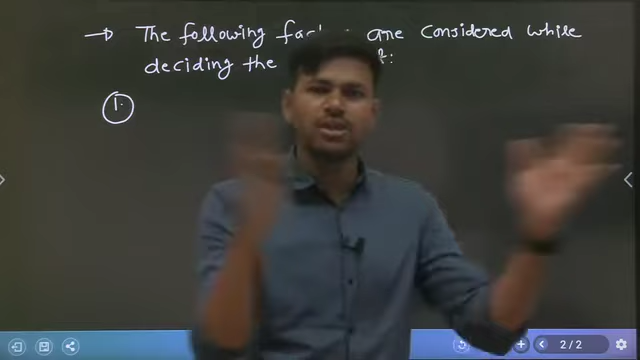 → The following are considered while
deciding the
1.
2/2